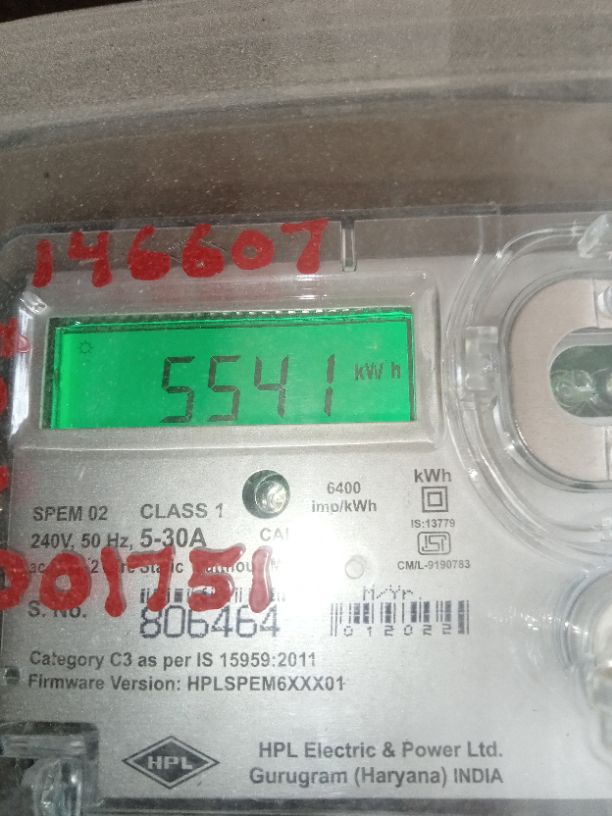 146607
5541 kW h
6400
imp/kWh
kWh
SPEM 02 CLASS 1
240V, 50 Hz, 5-30A
IS:13779
ISI
CM/L-9190783
001751
S. No. 806464
M/Yr.
012022
Category C3 as per IS 15959:2011
Firmware Version: HPLSPEM6XXX01
HPL
HPL Electric & Power Ltd.
Gurugram (Haryana) INDIA